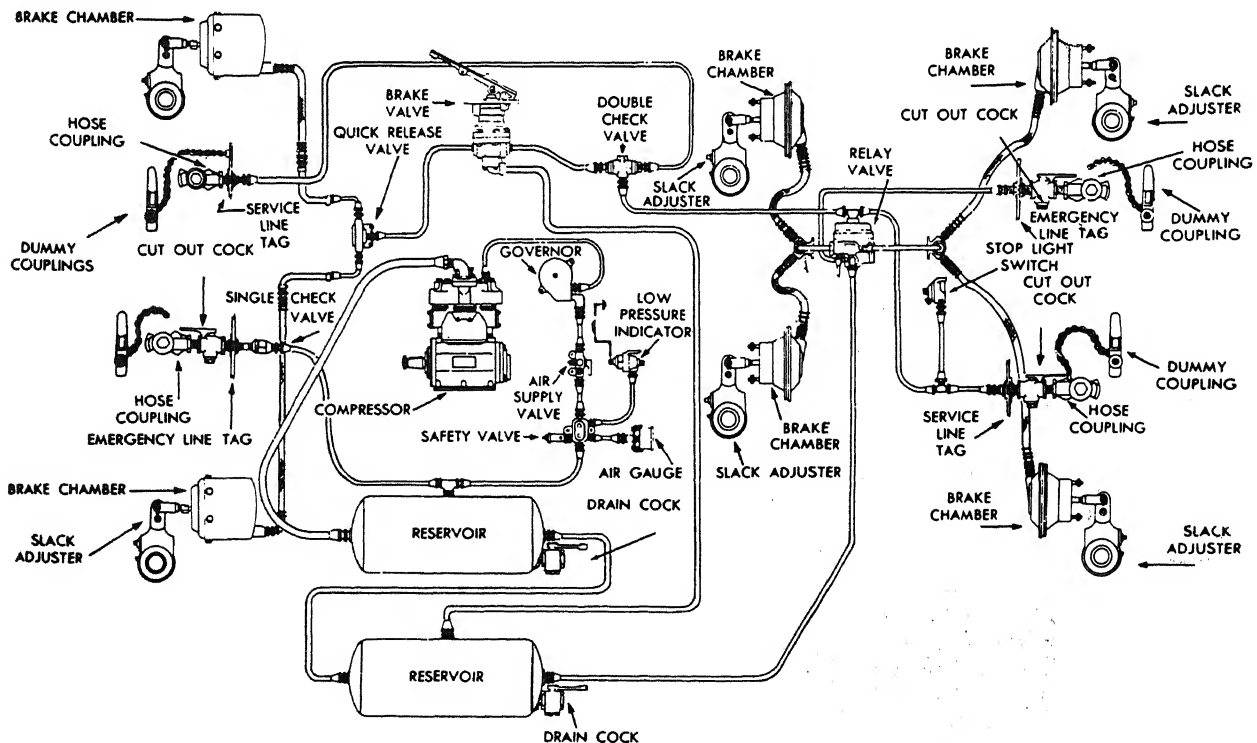 BRAKE CHAMBER
HOSE
COUPLING
DUMMY
COUPLINGS
SERVICE
LINE
TAG
CUT OUT COCK
QUICK RELEASE
VALVE
BRAKE
VALVE
DOUBLE
CHECK
VALVE
BRAKE
CHAMBER
SLACK
ADJUSTER
RELAY
VALVE
BRAKE
CHAMBER
CUT OUT COCK
SLACK
ADJUSTER
HOSE
COUPLING
DUMMY
COUPLING
EMERGENCY
LINE TAG
STOP LIGHT
SWITCH
CUT OUT
COCK
SINGLE CHECK
VALVE
HOSE
COUPLING
EMERGENCY LINE TAG
GOVERNOR
LOW
PRESSURE
INDICATOR
COMPRESSOR
AIR
SUPPLY
VALVE
SAFETY VALVE
AIR GAUGE
BRAKE
CHAMBER
SLACK ADJUSTER
SERVICE
LINE
TAG
HOSE
COUPLING
DUMMY
COUPLING
BRAKE CHAMBER
SLACK
ADJUSTER
RESERVOIR
DRAIN COCK
BRAKE
CHAMBER
SLACK
ADJUSTER
RESERVOIR
DRAIN COCK